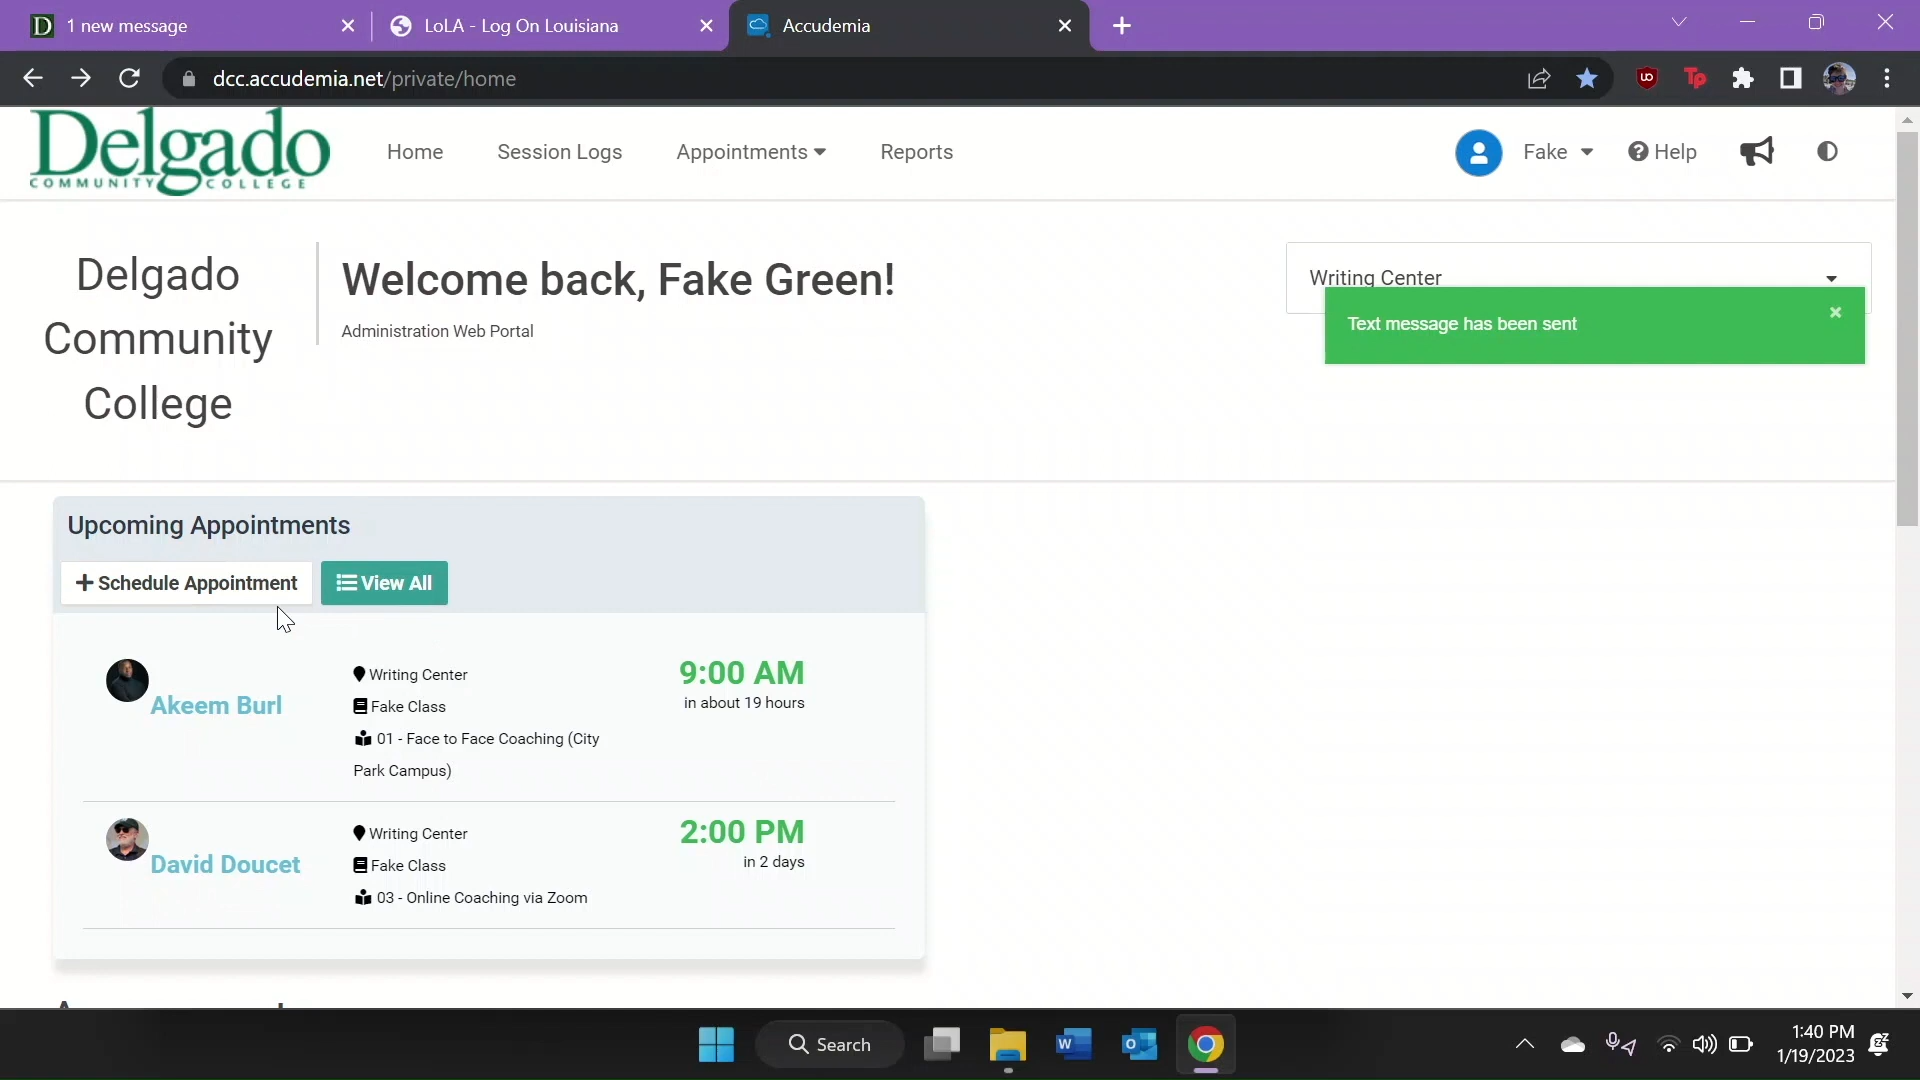 1 new message
LoLA - Log On Louisiana
Accudemia
dcc.accudemia.net/private/home
Delgado
COMMUNITY COLLEGE
Home
Session Logs
Appointments
Reports
Fake
Help
Delgado
Community
College
Welcome back, Fake Green!
Administration Web Portal
Writing Center
Text message has been sent
Upcoming Appointments
Schedule Appointment
View All
Akeem Burl
Writing Center
Fake Class
01 - Face to Face Coaching (City
Park Campus)
9:00 AM
in about 19 hours
David Doucet
Writing Center
Fake Class
03 - Online Coaching via Zoom
2:00 PM
in 2 days
Search
1:40 PM
1/19/2023